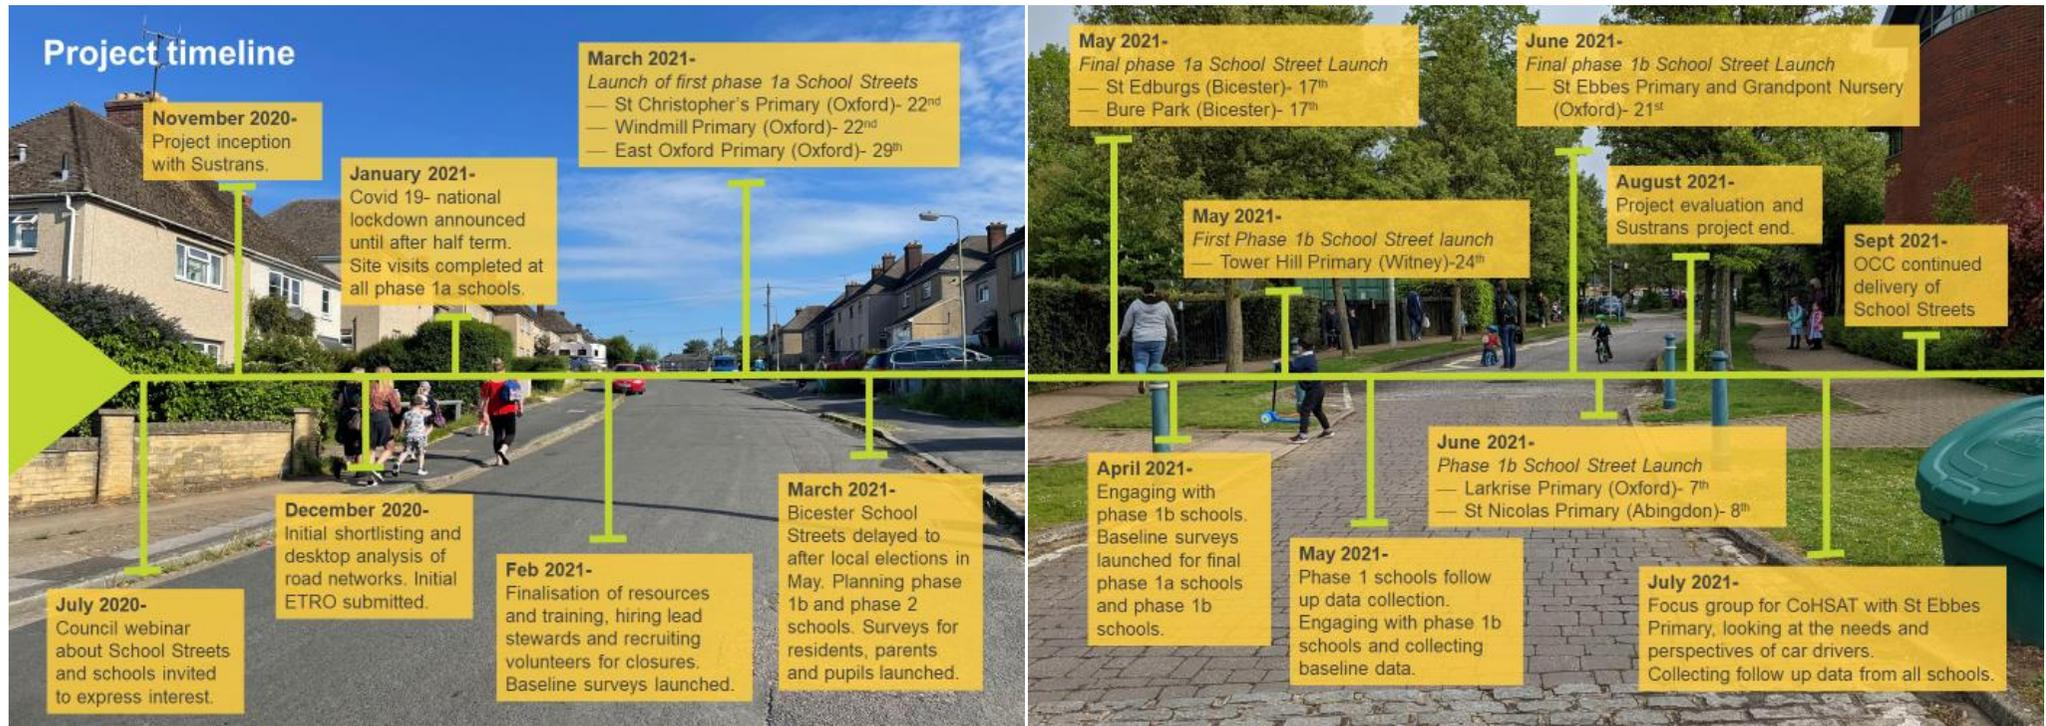 Project timeline
November 2020-
Project inception
with Sustrans.
January 2021-
Covid 19- national
lockdown announced
until after half term.
Site visits completed at
all phase 1a schools.
March 2021-
Launch of first phase 1a School Streets
— St Christopher's Primary (Oxford)- 22nd
— Windmill Primary (Oxford)- 22nd
— East Oxford Primary (Oxford)- 29th
July 2020-
Council webinar
about School Streets
and schools invited
to express interest.
December 2020-
Initial shortlisting and
desktop analysis of
road networks. Initial
ETRO submitted.
Feb 2021-
Finalisation of resources
and training, hiring lead
stewards and recruiting
volunteers for closures.
Baseline surveys launched.
March 2021-
Bicester School
Streets delayed to
after local elections in
May. Planning phase
1b and phase 2
schools. Surveys for
residents, parents
and pupils launched.
May 2021-
Final phase 1a School Street Launch
— St Edburgs (Bicester)- 17th
— Bure Park (Bicester)- 17th
May 2021-
First Phase 1b School Street launch
— Tower Hill Primary (Witney)-24th
June 2021-
Final phase 1b School Street Launch
— St Ebbes Primary and Grandpont Nursery
(Oxford)- 21st
August 2021-
Project evaluation and
Sustrans project end.
Sept 2021-
OCC continued
delivery of
School Streets
April 2021-
Engaging with
phase 1b schools.
Baseline surveys
launched for final
phase 1a schools
and phase 1b
schools.
May 2021-
Phase 1 schools follow
up data collection.
Engaging with phase 1b
schools and collecting
baseline data.
June 2021-
Phase 1b School Street Launch
— Larkrise Primary (Oxford)- 7th
— St Nicolas Primary (Abingdon)- 8th
July 2021-
Focus group for CoHSAT with St Ebbes
Primary, looking at the needs and
perspectives of car drivers.
Collecting follow up data from all schools.